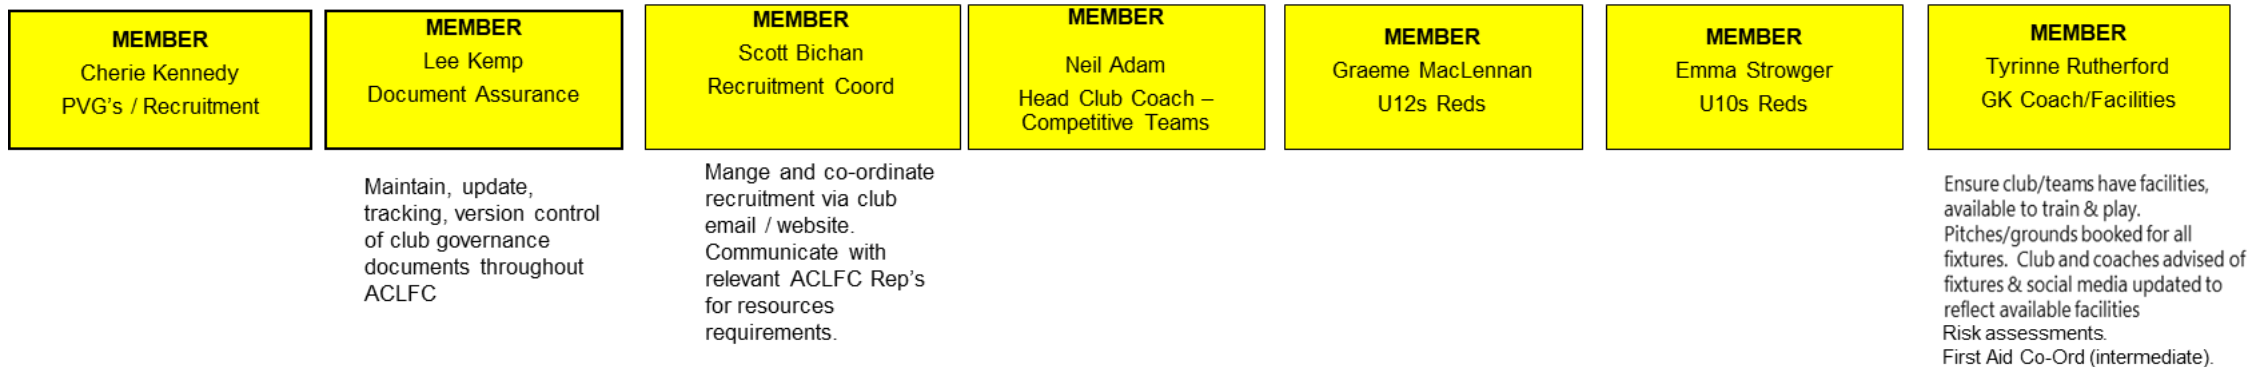 MEMBER
Cherie Kennedy
PVG's / Recruitment
MEMBER
Lee Kemp
Document Assurance
Maintain, update,
tracking, version control
of club governance
documents throughout
ACLFC
MEMBER
Scott Bichan
Recruitment Coord
Mange and co-ordinate
recruitment via club
email / website.
Communicate with
relevant ACLFC Rep's
for resources
requirements.
MEMBER
Neil Adam
Head Club Coach –
Competitive Teams
MEMBER
Graeme MacLennan
U12s Reds
MEMBER
Emma Strowger
U10s Reds
MEMBER
Tyrinne Rutherford
GK Coach/Facilities
Ensure club/teams have facilities,
available to train & play.
Pitches/grounds booked for all
fixtures. Club and coaches advised of
fixtures & social media updated to
reflect available facilities
Risk assessments.
First Aid Co-Ord (intermediate).